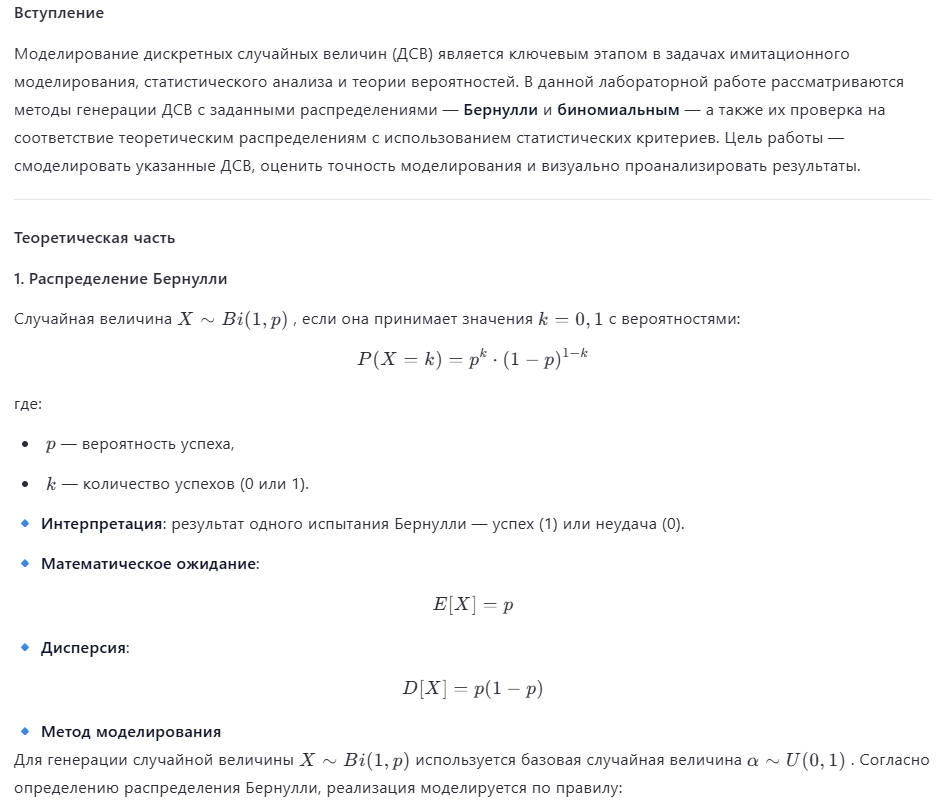 Вступление
Моделирование дискретных случайных величин (ДСВ) является ключевым этапом в задачах имитационного
моделирования, статистического анализа и теории вероятностей. В данной лабораторной работе рассматриваются
методы генерации ДСВ с заданными распределениями — Бернулли и биномиальным — а также их проверка на
соответствие теоретическим распределениям с использованием статистических критериев. Цель работы —
смоделировать указанные ДСВ, оценить точность моделирования и визуально проанализировать результаты.
Теоретическая часть
1. Распределение Бернулли
Случайная величина X ∼ Bi(1, p) , если она принимает значения k = 0, 1 с вероятностями:
P(X = k) = p^k · (1 − p)^{1−k}
где:
• p — вероятность успеха,
• k — количество успехов (0 или 1).
🔹 Интерпретация: результат одного испытания Бернулли — успех (1) или неудача (0).
🔹 Математическое ожидание:
E[X] = p
🔹 Дисперсия:
D[X] = p(1 − p)
🔹 Метод моделирования
Для генерации случайной величины X ∼ Bi(1, p) используется базовая случайная величина α ∼ U(0, 1) . Согласно
определению распределения Бернулли, реализация моделируется по правилу: